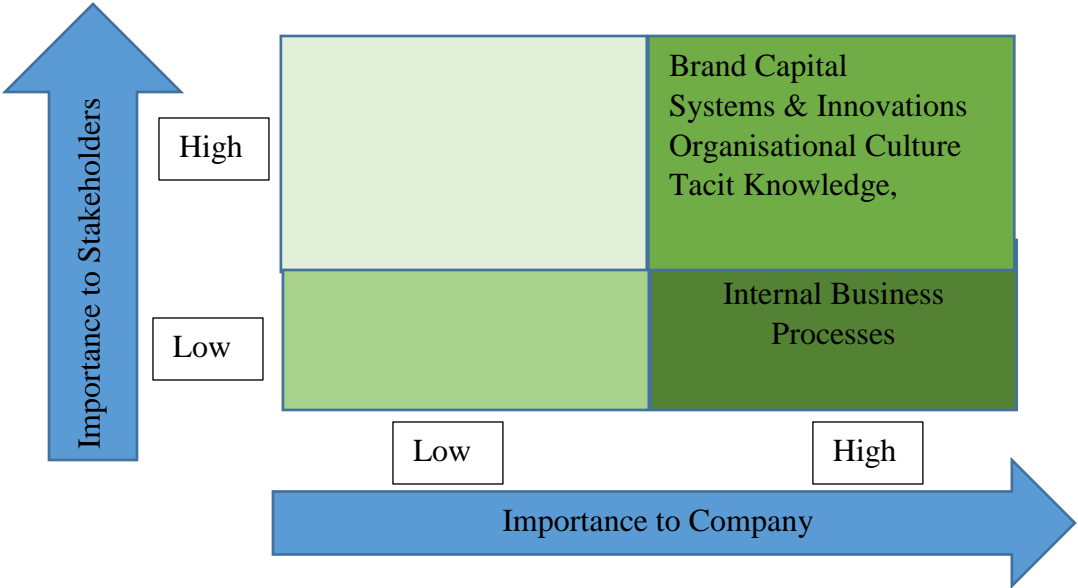 Importance to Stakeholders
High
Brand Capital
Systems & Innovations
Organisational Culture
Tacit Knowledge,
Low
Internal Business
Processes
Low
High
Importance to Company